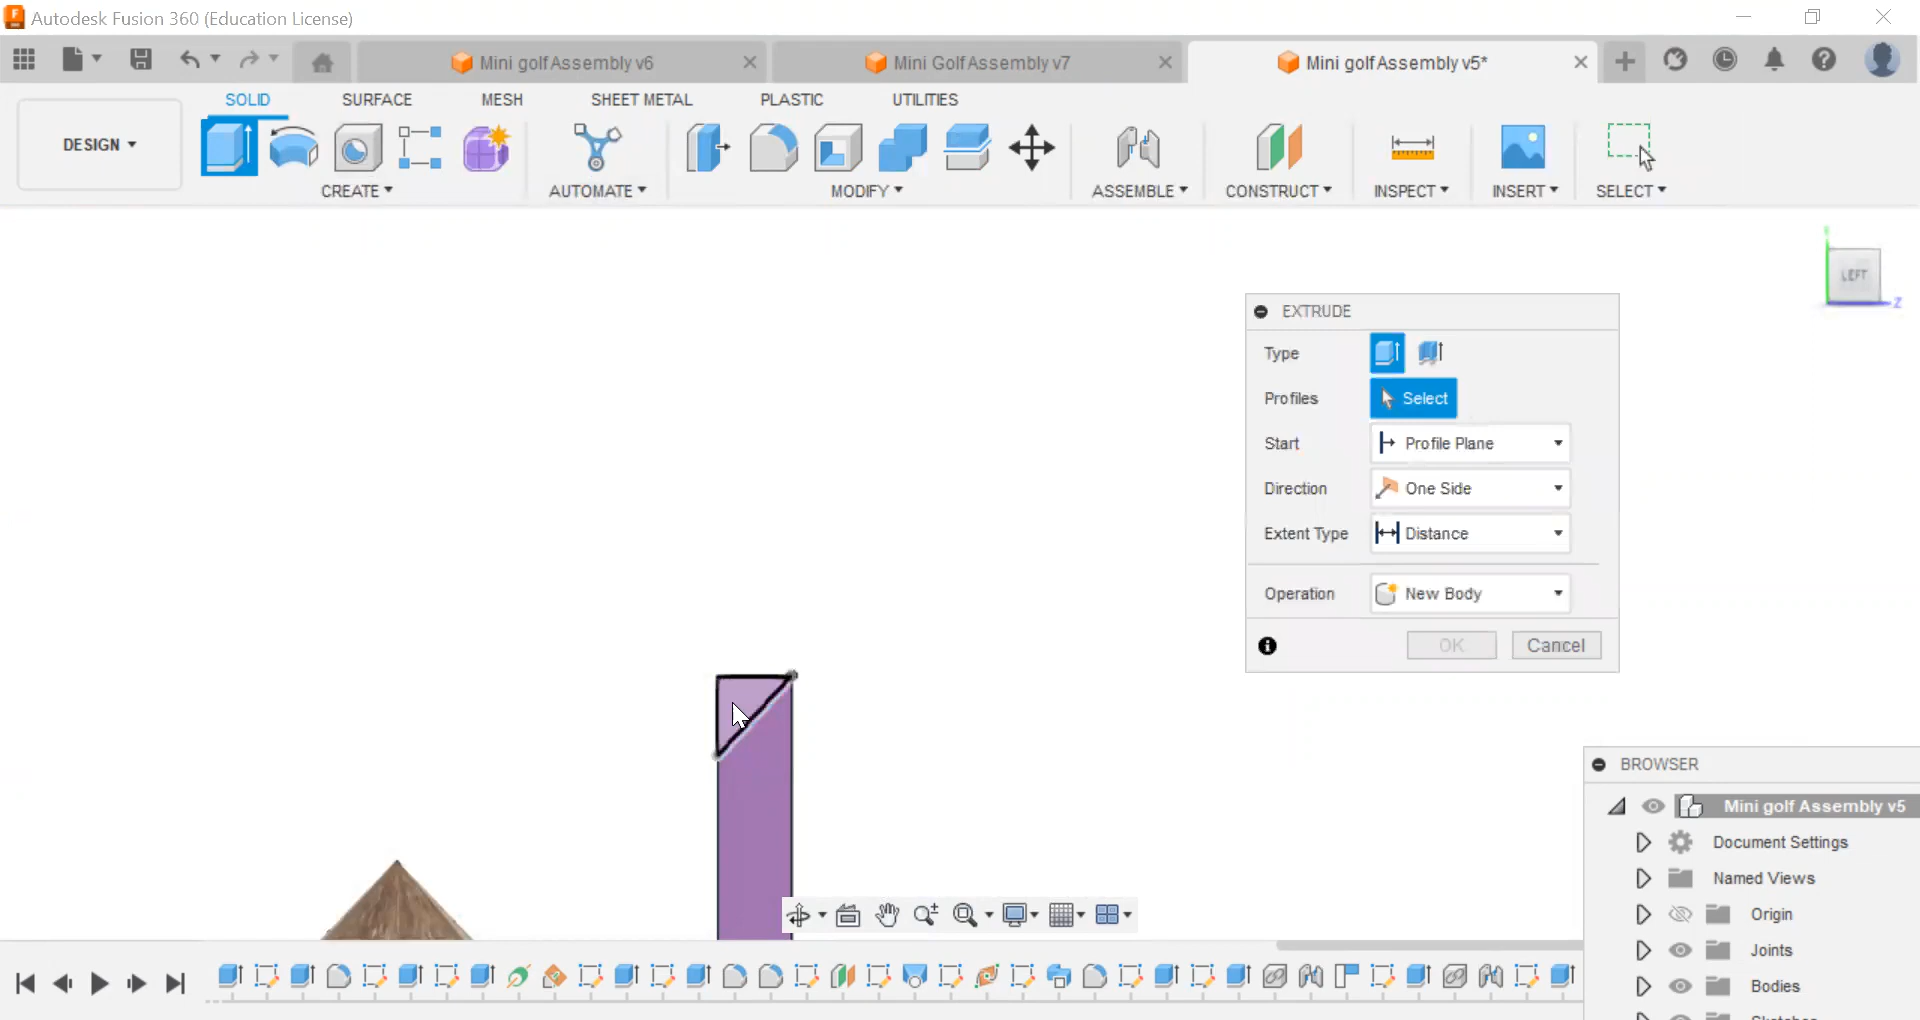 Autodesk Fusion 360 (Education License)
Mini golf Assembly v6
Mini Golf Assembly v7
Mini golf Assembly v5*
SOLID SURFACE MESH SHEET METAL PLASTIC UTILITIES
DESIGN
CREATE AUTOMATE MODIFY ASSEMBLE CONSTRUCT INSPECT INSERT SELECT
LEFT
Z
EXTRUDE
Type
Profiles Select
Start Profile Plane
Direction One Side
Extent Type Distance
Operation New Body
OK Cancel
BROWSER
Mini golf Assembly v5
Document Settings
Named Views
Origin
Joints
Bodies